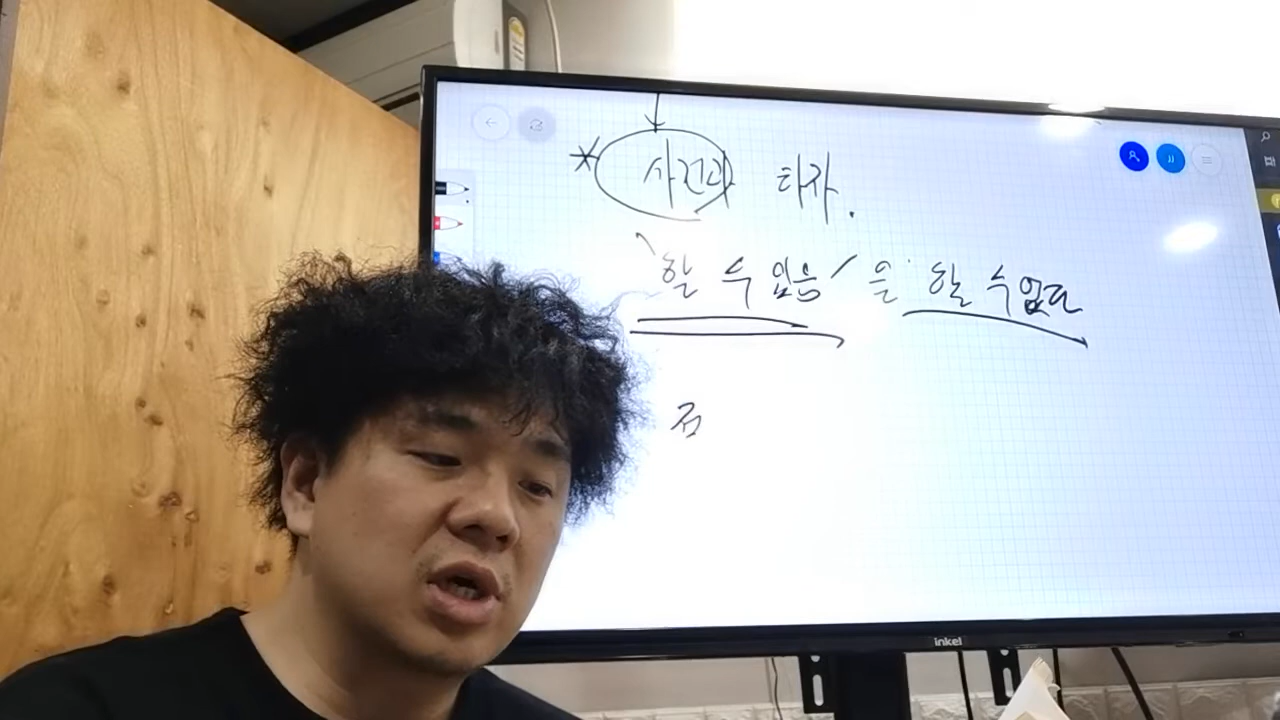 사건과 타자.
'할 수 있음'을 할 수 없다
inkel